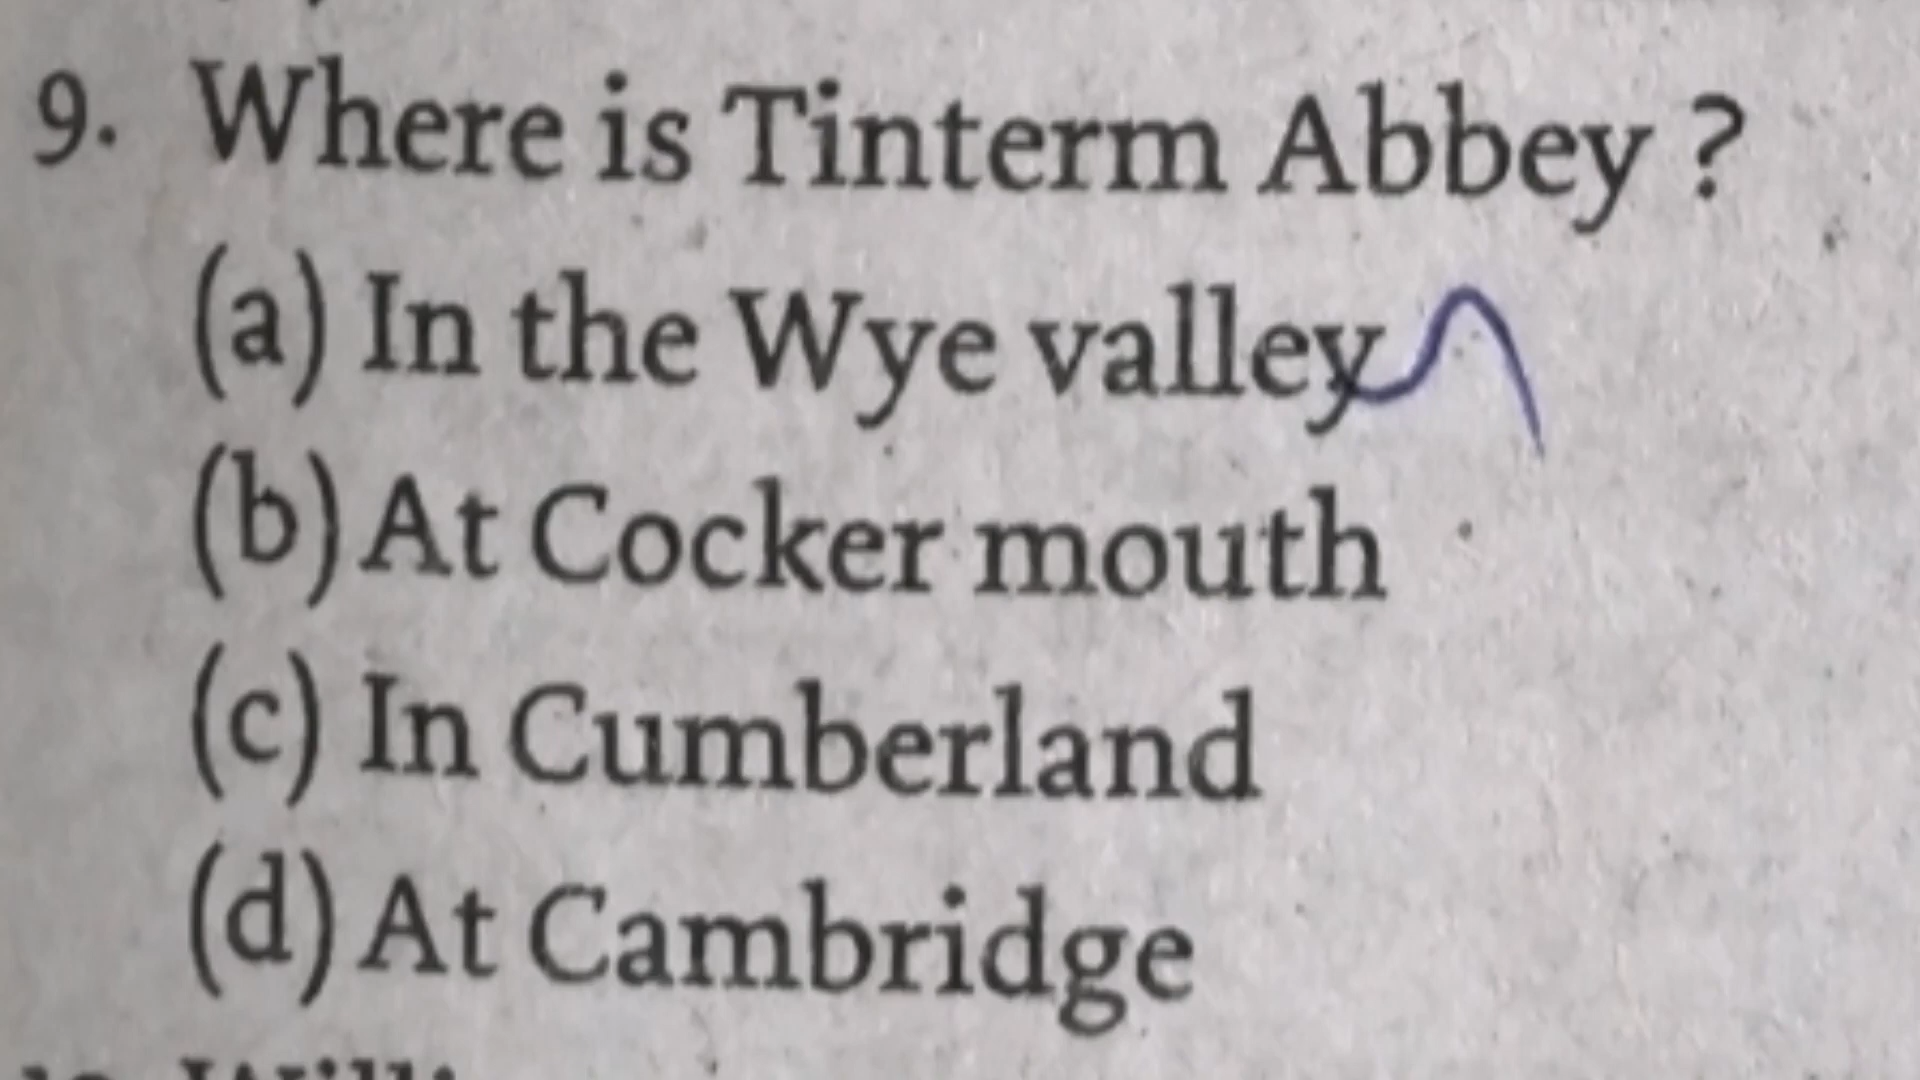 9. Where is Tinterm Abbey ?
(a) In the Wye valley
(b) At Cocker mouth
(c) In Cumberland
(d) At Cambridge